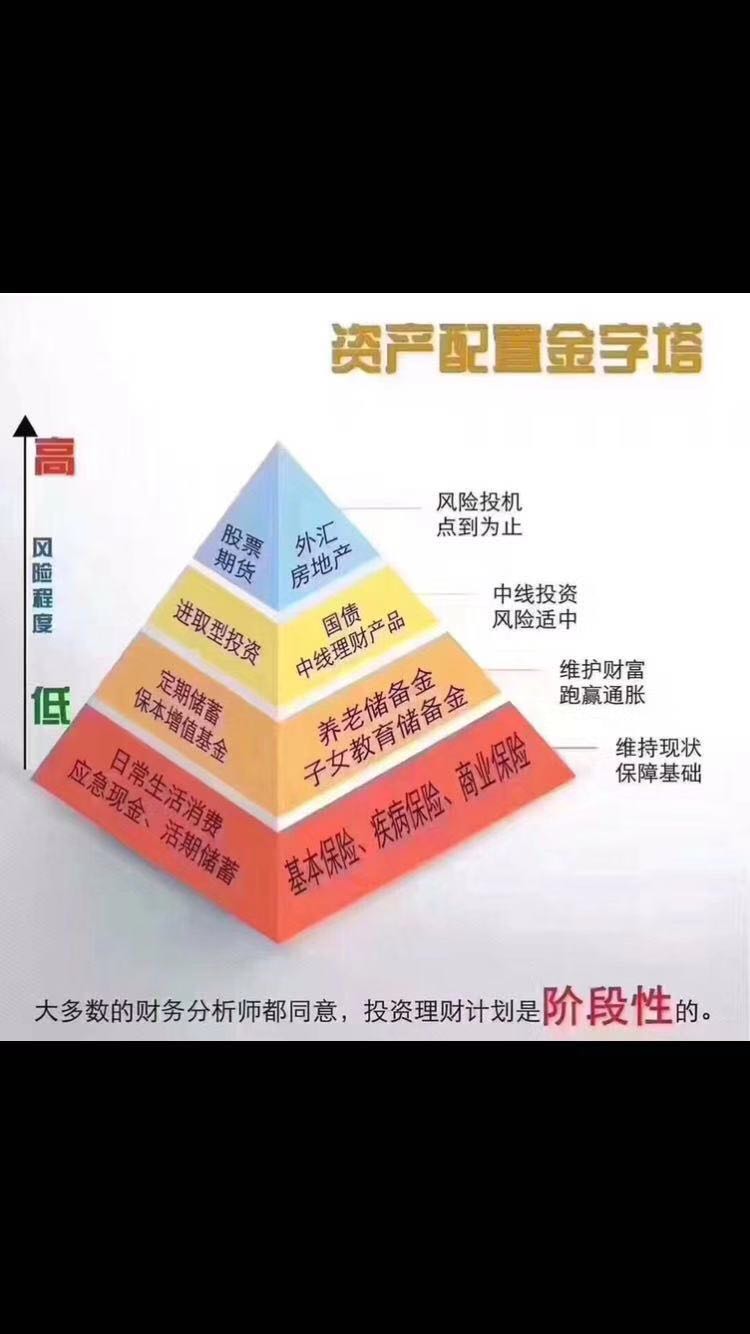 资产配置金字塔
高
风险程度
低
股票
期货
外汇
房地产
风险投机
点到为止
进取型投资
国债
中线理财产品
中线投资
风险适中
定期储蓄
保本增值基金
养老储备金
子女教育储备金
维护财富
跑赢通胀
日常生活消费
应急现金、活期储蓄
基本保险、疾病保险、商业保险
维持现状
保障基础
大多数的财务分析师都同意，投资理财计划是阶段性的。